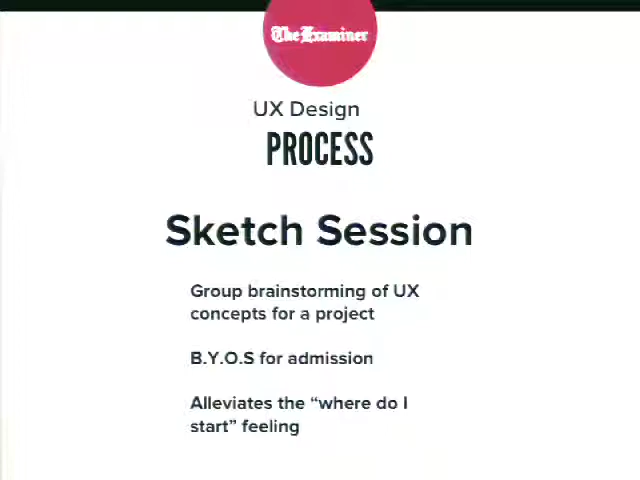 The Examiner
UX Design
PROCESS
Sketch Session
Group brainstorming of UX
concepts for a project
B.Y.O.S for admission
Alleviates the “where do I
start” feeling